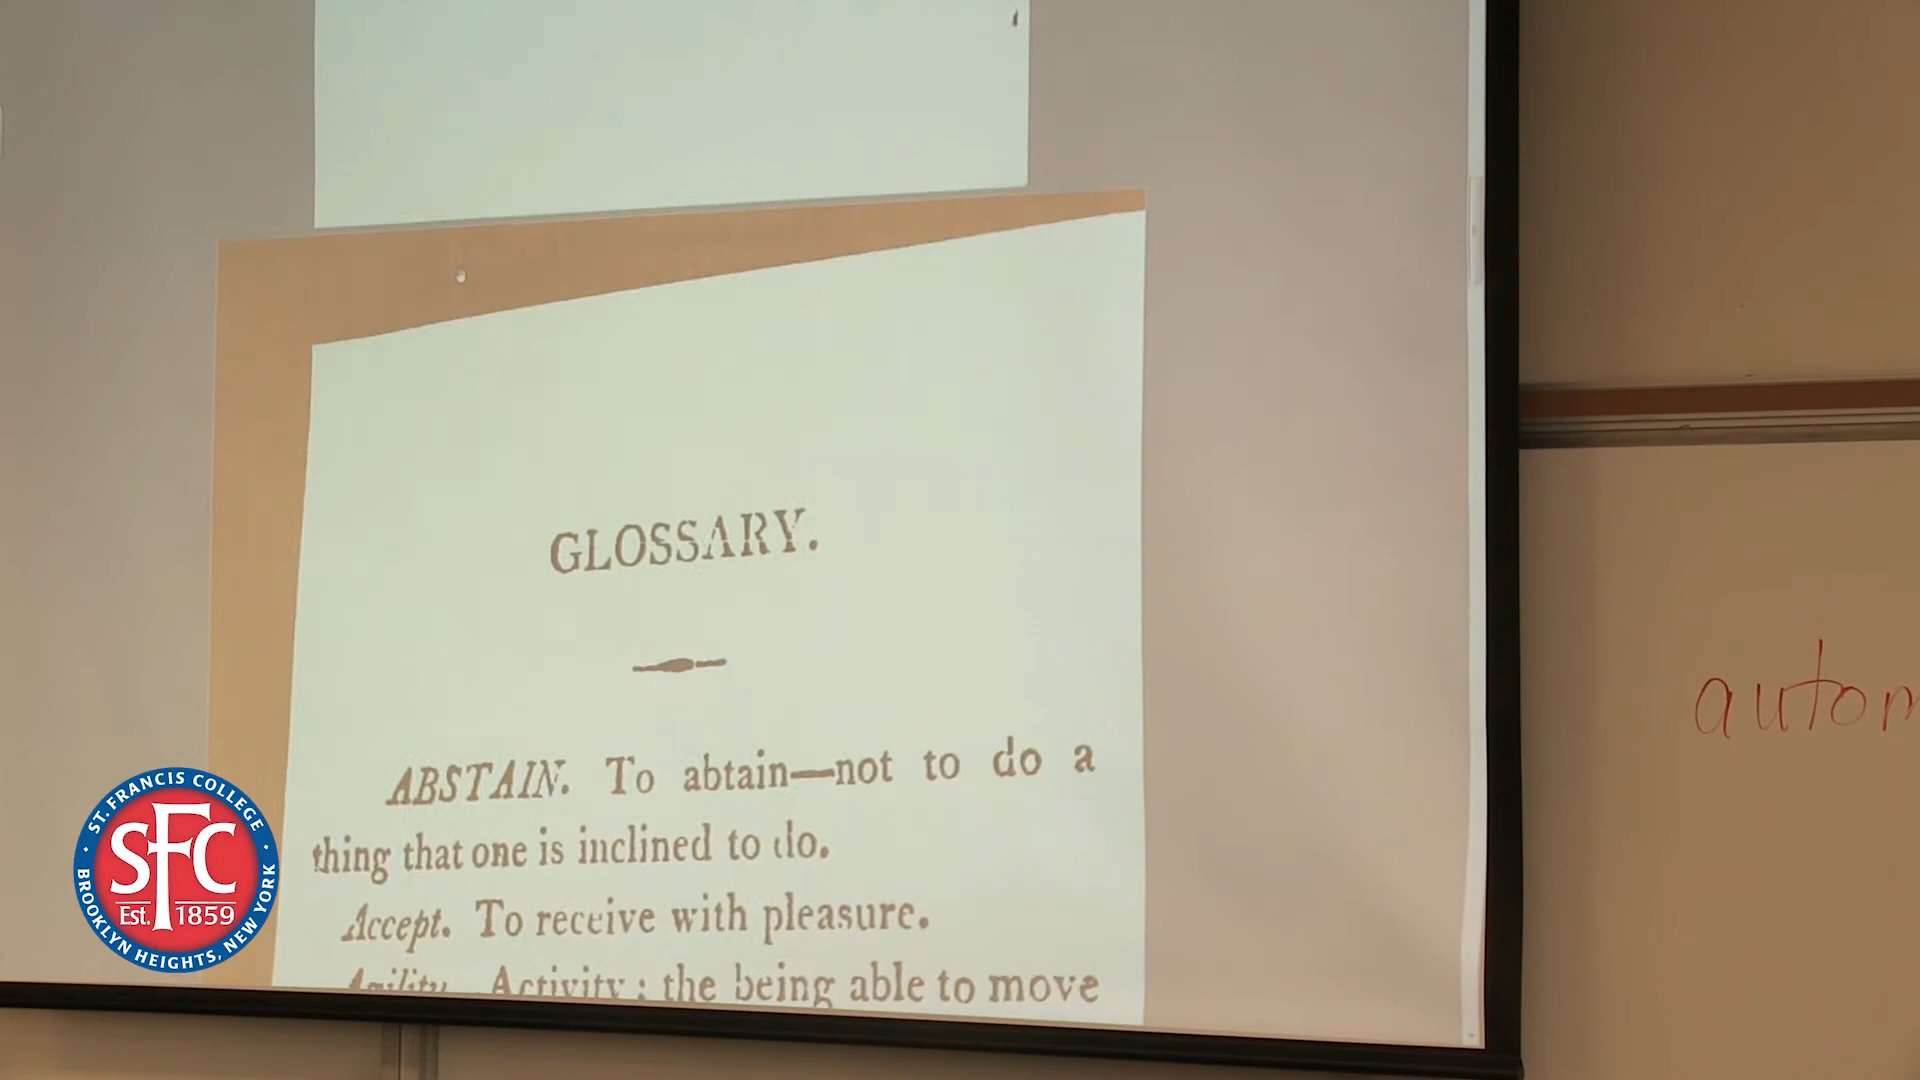 GLOSSARY.
ABSTAIN. To abtain—not to do a
thing that one is inclined to do.
Accept. To receive with pleasure.
Agility. Activity; the being able to move
autom
ST. FRANCIS COLLEGE
SFC
Est. 1859
BROOKLYN HEIGHTS, NEW YORK